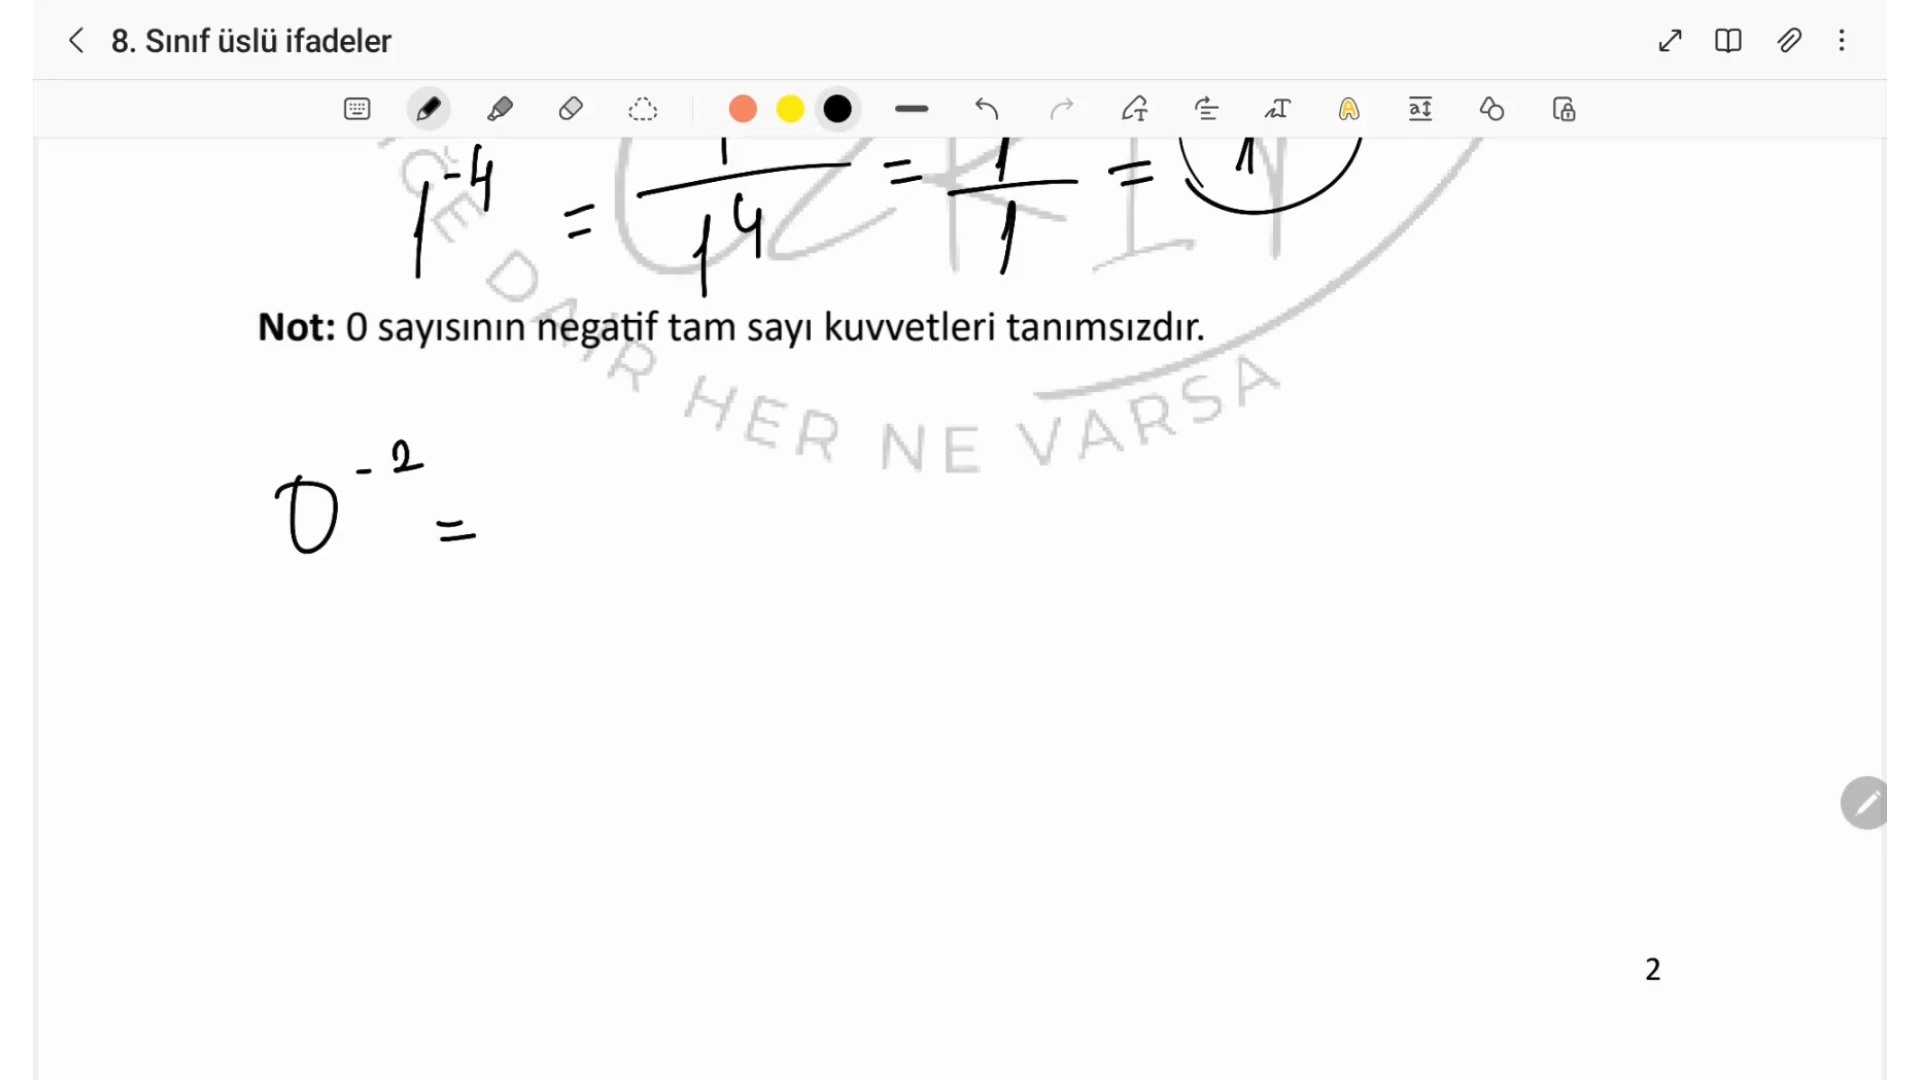 8. Sınıf üslü ifadeler
1⁻⁴ = 1/1⁴ = 1/1 = 1
Not: 0 sayısının negatif tam sayı kuvvetleri tanımsızdır.
DAİR HER NE VARSA
0⁻² =
2